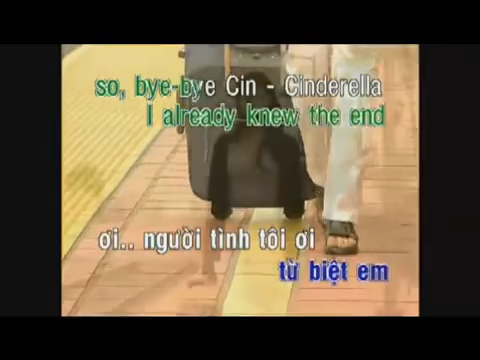 so, bye-bye Cin - Cinderella
I already knew the end
ơi.. người tình tôi ơi
từ biệt em